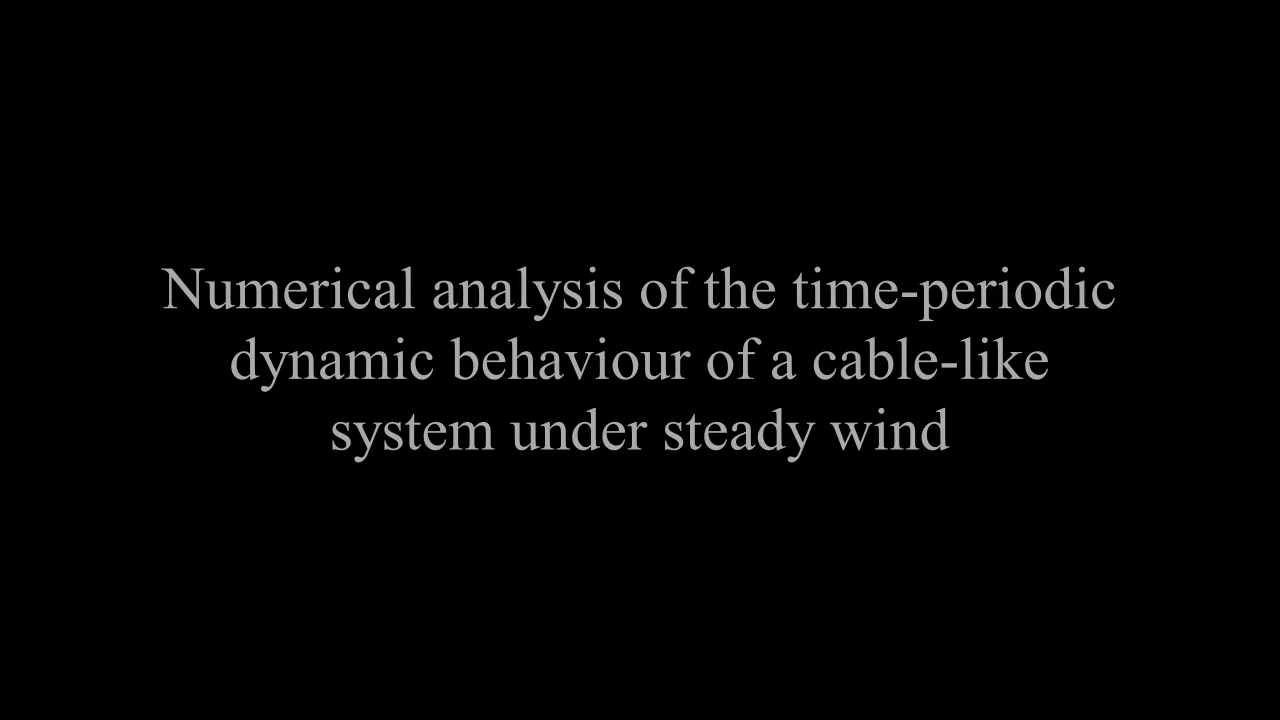 Numerical analysis of the time-periodic
dynamic behaviour of a cable-like
system under steady wind